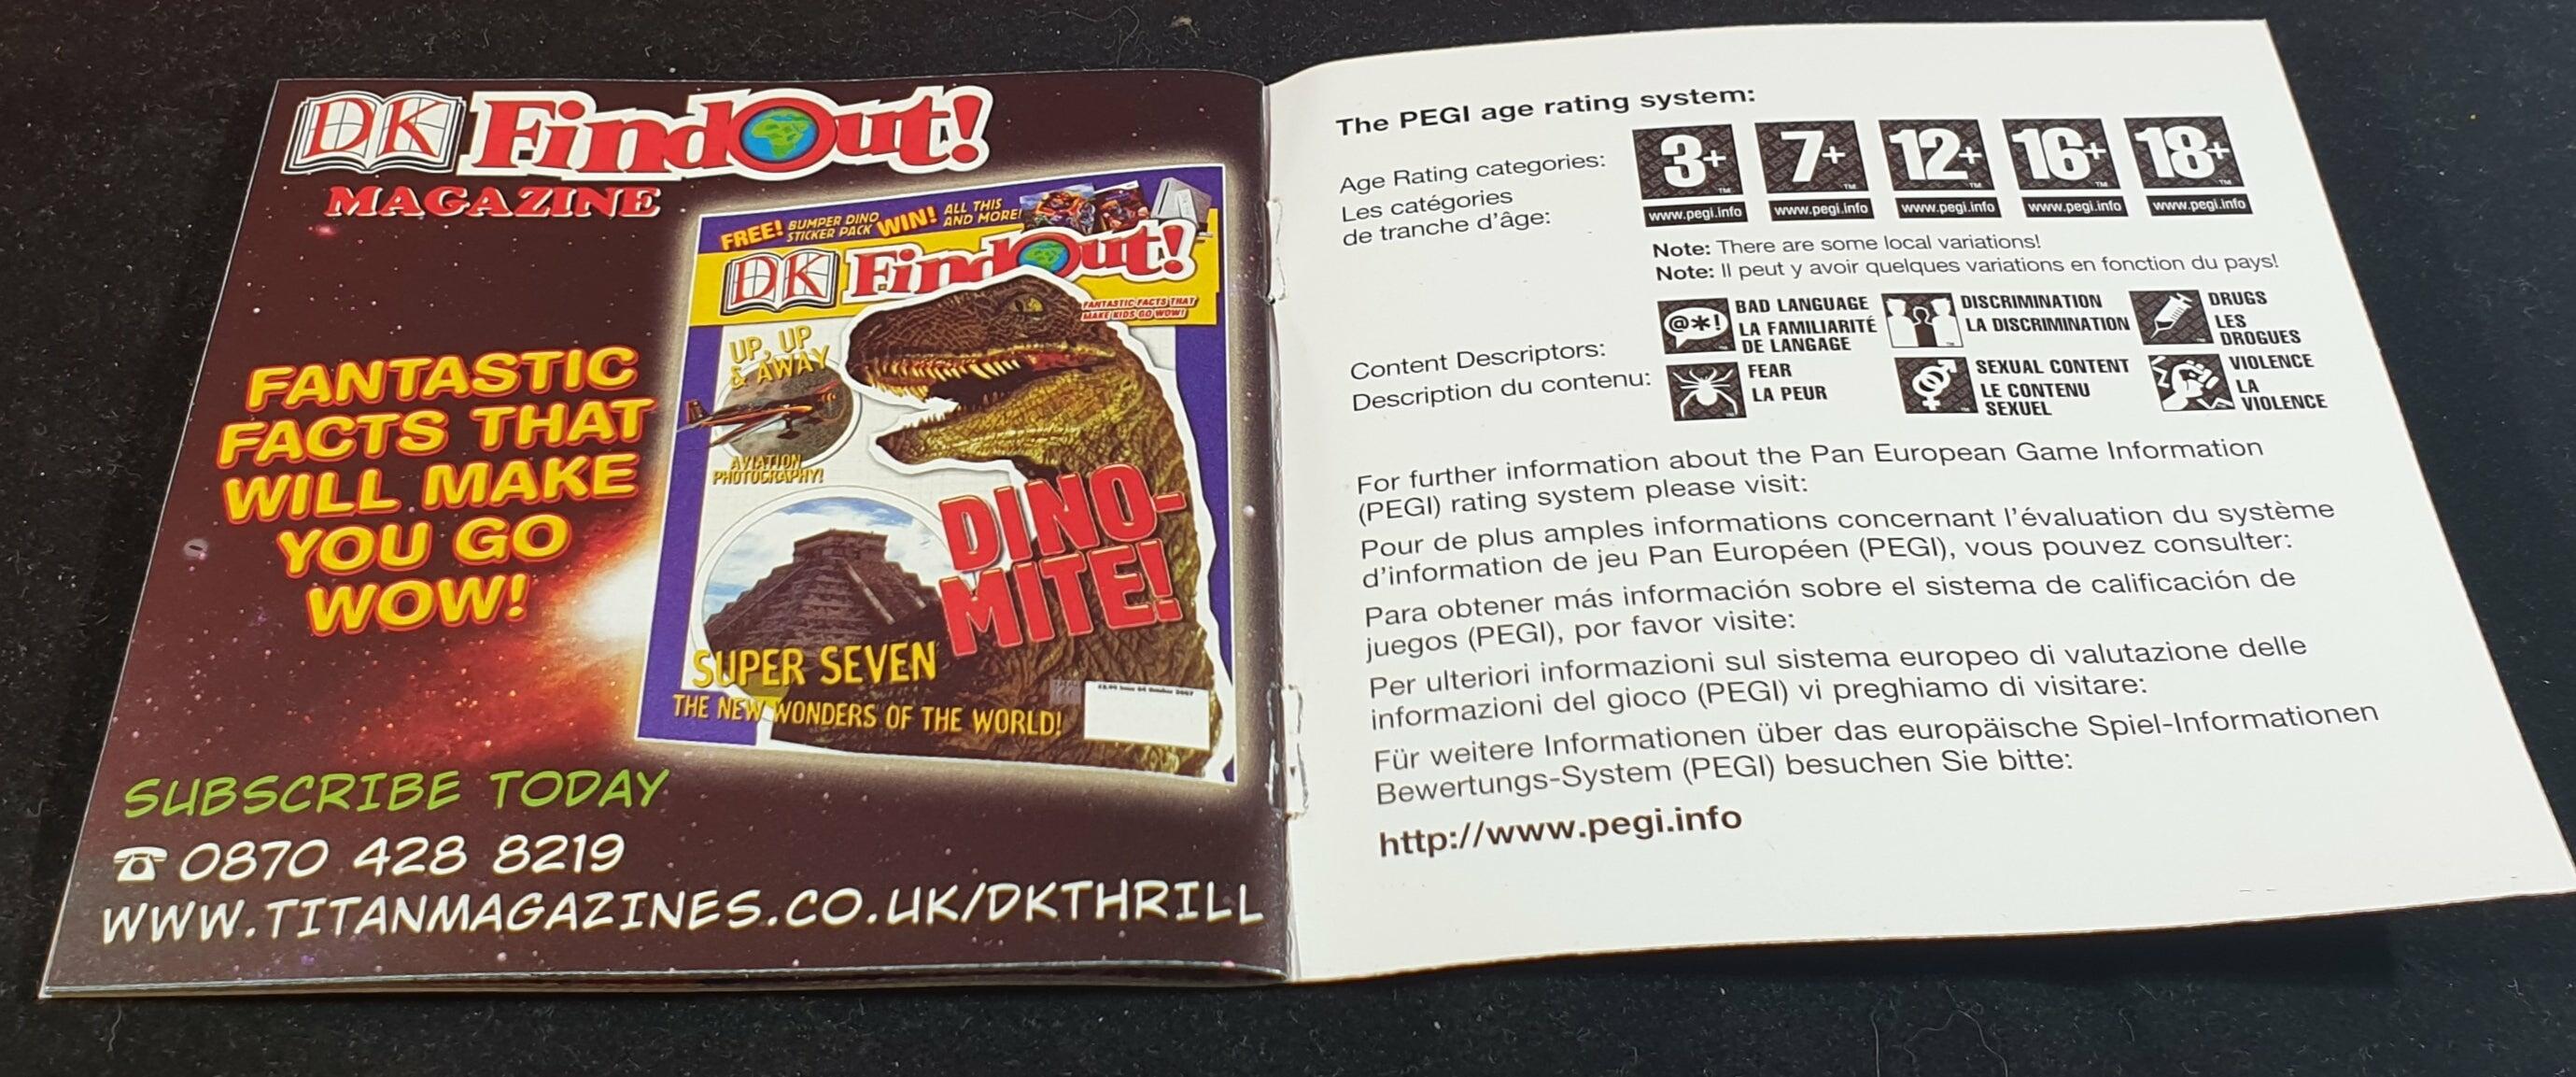 DK FindOut!
MAGAZINE
FREE! BUMPER DINO STICKER PACK WIN! ALL THIS AND MORE!
DK FindOut!
FANTASTIC FACTS THAT
MAKE KIDS GO WOW!
UP, UP
& AWAY
AVIATION
PHOTOGRAPHY!
DINO-
MITE!
SUPER SEVEN
THE NEW WONDERS OF THE WORLD!
FANTASTIC
FACTS THAT
WILL MAKE
YOU GO
WOW!
SUBSCRIBE TODAY
0870 428 8219
WWW.TITANMAGAZINES.CO.UK/DKTHRILL
The PEGI age rating system:
Age Rating categories:
Les catégories
de tranche d'âge:
3+ 7+ 12+ 16+ 18+
www.pegi.info www.pegi.info www.pegi.info www.pegi.info www.pegi.info
Note: There are some local variations!
Note: Il peut y avoir quelques variations en fonction du pays!
Content Descriptors:
Description du contenu:
@*!
BAD LANGUAGE
LA FAMILIARITÉ
DE LANGAGE
DISCRIMINATION
LA DISCRIMINATION
DRUGS
LES
DROGUES
FEAR
LA PEUR
SEXUAL CONTENT
LE CONTENU
SEXUEL
VIOLENCE
LA
VIOLENCE
For further information about the Pan European Game Information
(PEGI) rating system please visit:
Pour de plus amples informations concernant l'évaluation du système
d'information de jeu Pan Européen (PEGI), vous pouvez consulter:
Para obtener más información sobre el sistema de calificación de
juegos (PEGI), por favor visite:
Per ulteriori informazioni sul sistema europeo di valutazione delle
informazioni del gioco (PEGI) vi preghiamo di visitare:
Für weitere Informationen über das europäische Spiel-Informationen
Bewertungs-System (PEGI) besuchen Sie bitte:
http://www.pegi.info